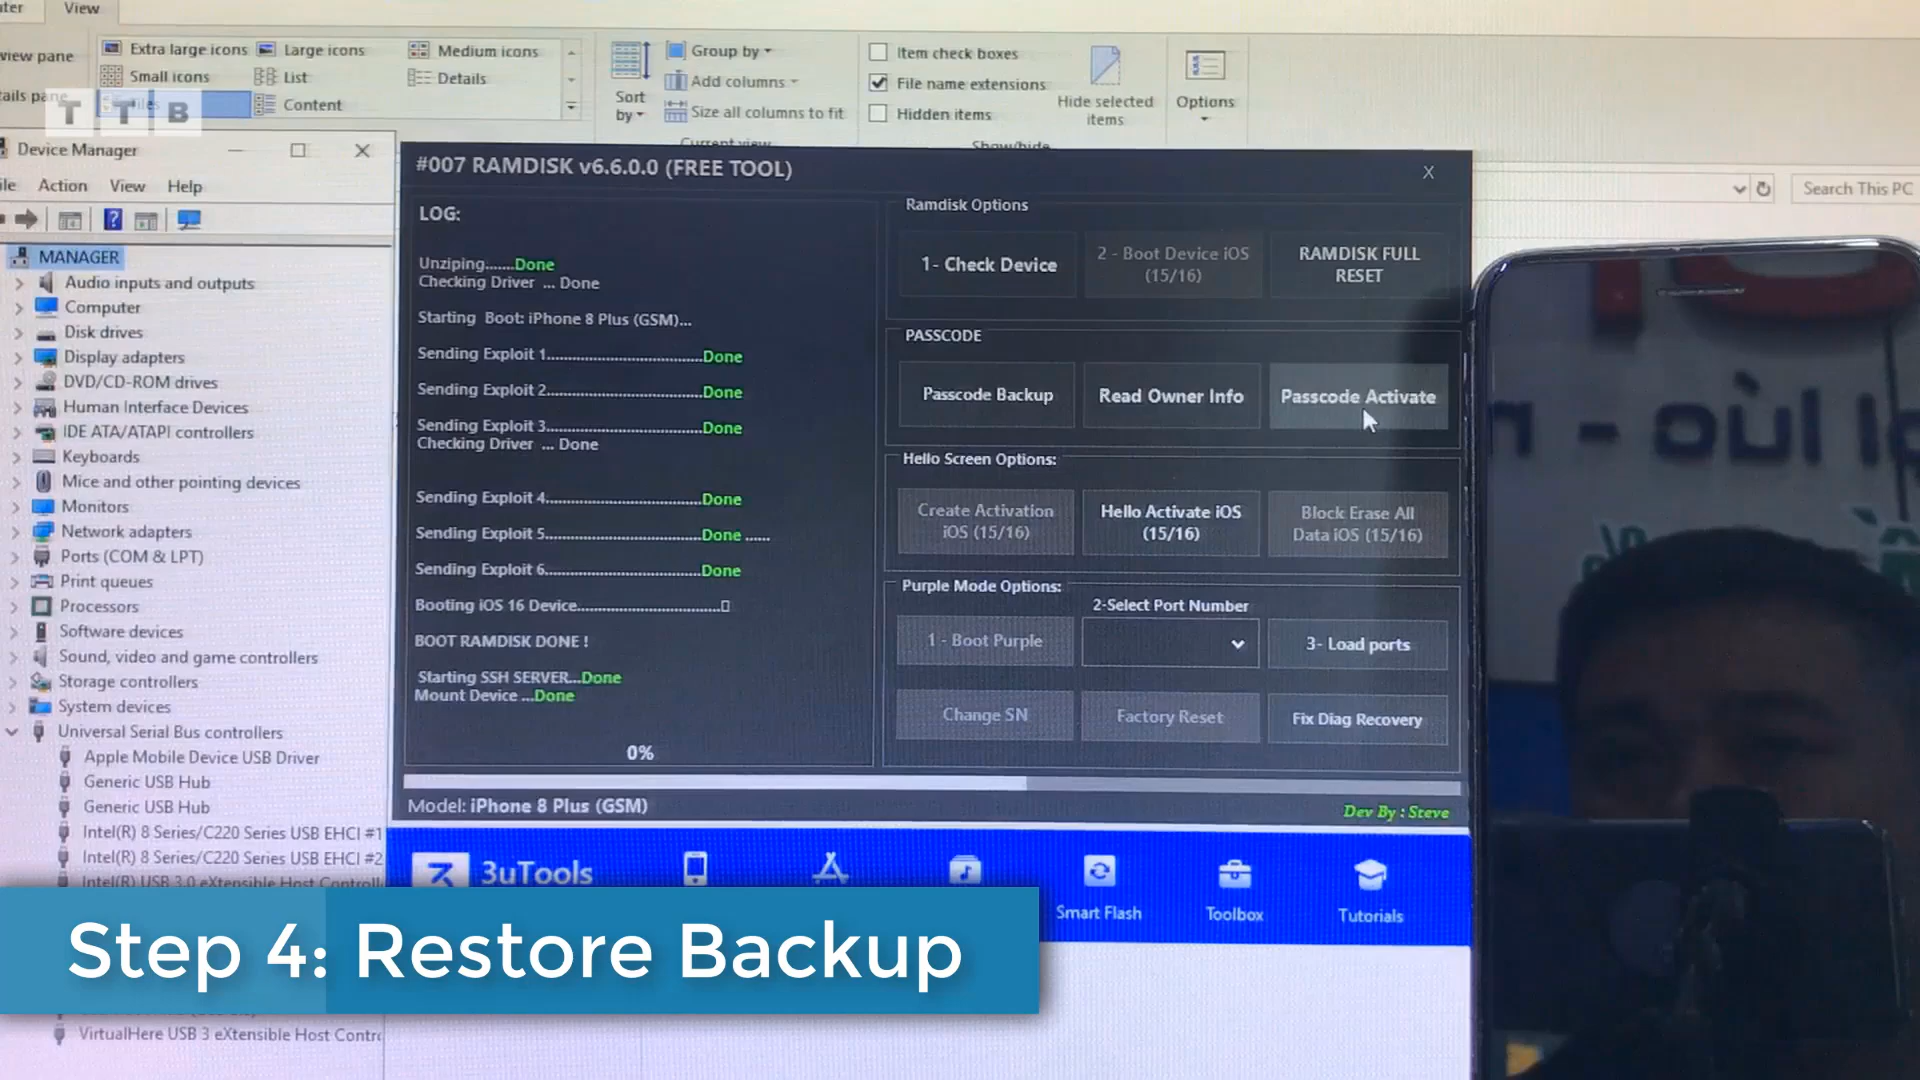 View
view pane
Extra large icons
Large icons
Medium icons
Small icons
List
Details
Content
TTB
Sort by
Group by
Add columns
Size all columns to fit
Current view
Item check boxes
File name extensions
Hidden items
Show/hide
Hide selected items
Options
Search This PC
Device Manager
Action
View
Help
MANAGER
Audio inputs and outputs
Computer
Disk drives
Display adapters
DVD/CD-ROM drives
Human Interface Devices
IDE ATA/ATAPI controllers
Keyboards
Mice and other pointing devices
Monitors
Network adapters
Ports (COM & LPT)
Print queues
Processors
Software devices
Sound, video and game controllers
Storage controllers
System devices
Universal Serial Bus controllers
Apple Mobile Device USB Driver
Generic USB Hub
Generic USB Hub
Intel(R) 8 Series/C220 Series USB EHCI #1
Intel(R) 8 Series/C220 Series USB EHCI #2
Intel(R) USB 3.0 eXtensible Host Controll
VirtualHere USB 3 eXtensible Host Contr
#007 RAMDISK v6.6.0.0 (FREE TOOL)
X
LOG:
Unziping.......Done
Checking Driver ... Done
Starting Boot: iPhone 8 Plus (GSM)...
Sending Exploit 1.......................................Done
Sending Exploit 2.......................................Done
Sending Exploit 3.......................................Done
Checking Driver ... Done
Sending Exploit 4.......................................Done
Sending Exploit 5.......................................Done ......
Sending Exploit 6.......................................Done
Booting iOS 16 Device...................................
BOOT RAMDISK DONE !
Starting SSH SERVER...Done
Mount Device ...Done
0%
Ramdisk Options
1- Check Device
2 - Boot Device iOS (15/16)
RAMDISK FULL RESET
PASSCODE
Passcode Backup
Read Owner Info
Passcode Activate
Hello Screen Options:
Create Activation iOS (15/16)
Hello Activate iOS (15/16)
Block Erase All Data iOS (15/16)
Purple Mode Options:
2-Select Port Number
1 - Boot Purple
3- Load ports
Change SN
Factory Reset
Fix Diag Recovery
Model: iPhone 8 Plus (GSM)
Dev By : Steve
3uTools
Smart Flash
Toolbox
Tutorials
Step 4: Restore Backup